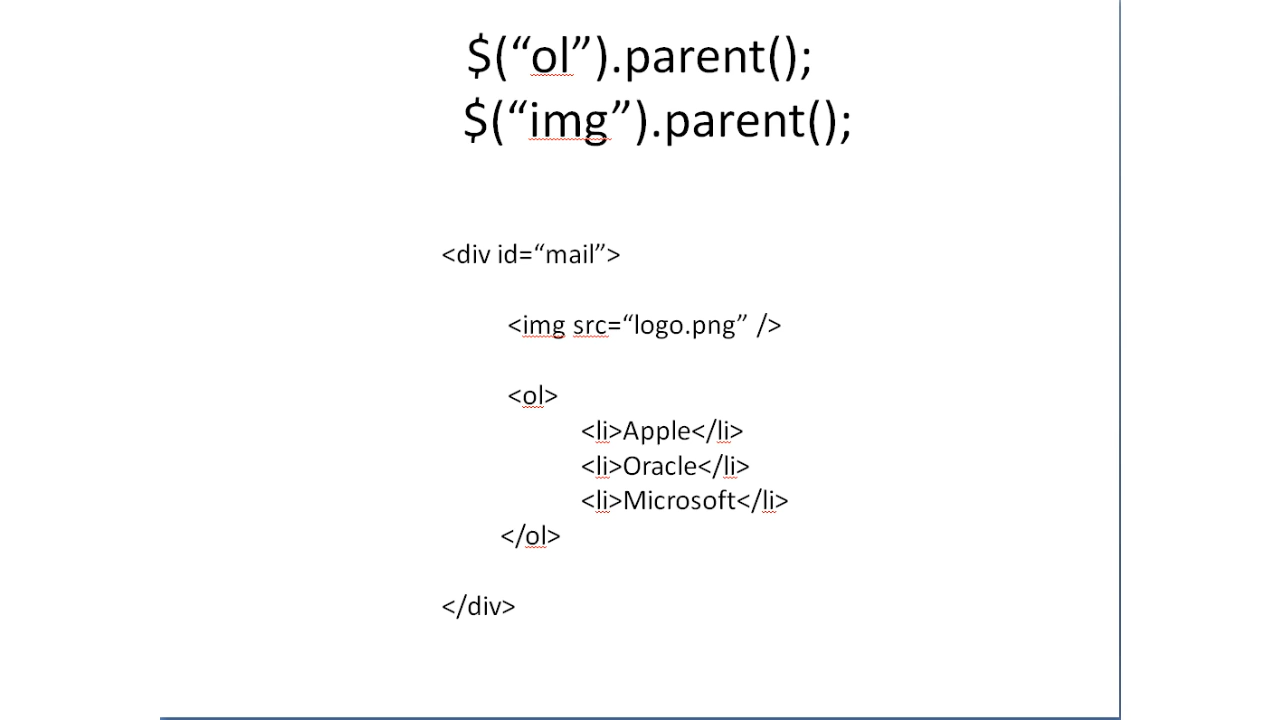 $(“ol”).parent();
$(“img”).parent();
<div id=“mail”>
<img src=“logo.png” />
<ol>
<li>Apple</li>
<li>Oracle</li>
<li>Microsoft</li>
</ol>
</div>